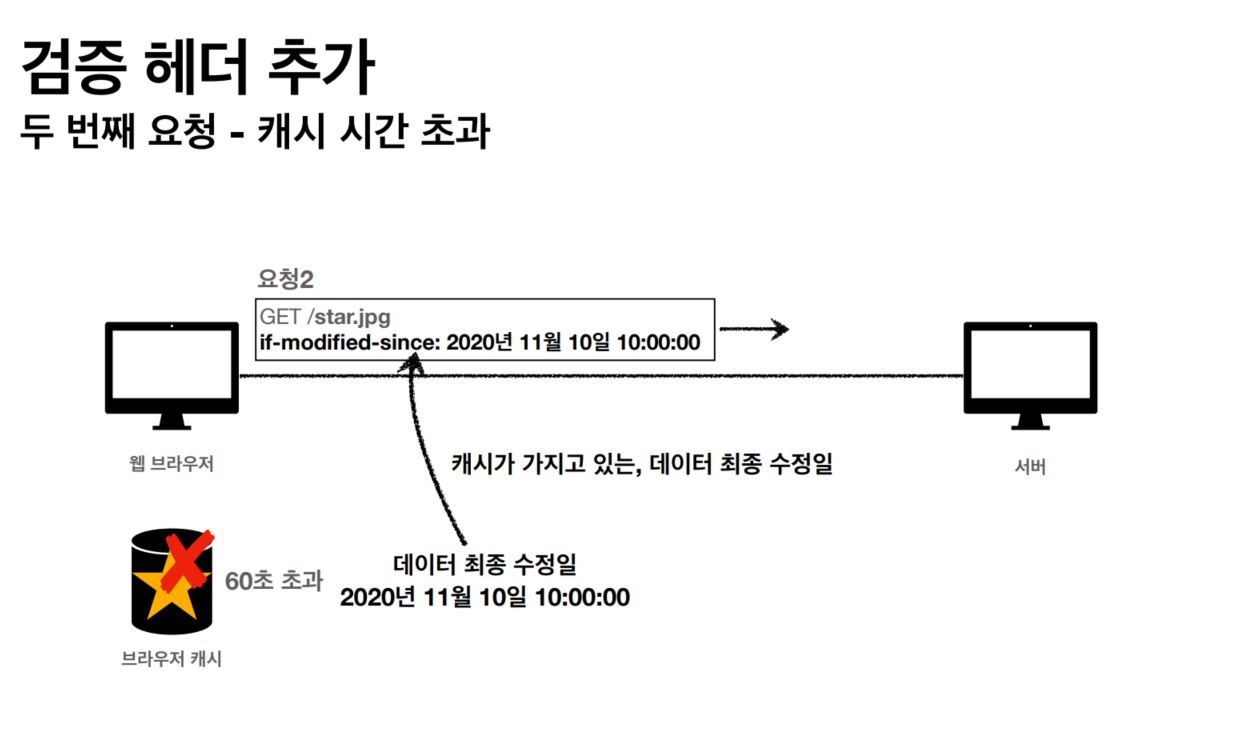 검증 헤더 추가
두 번째 요청 - 캐시 시간 초과
요청2
GET /star.jpg
if-modified-since: 2020년 11월 10일 10:00:00
웹 브라우저
캐시가 가지고 있는, 데이터 최종 수정일
서버
60초 초과
데이터 최종 수정일
2020년 11월 10일 10:00:00
브라우저 캐시